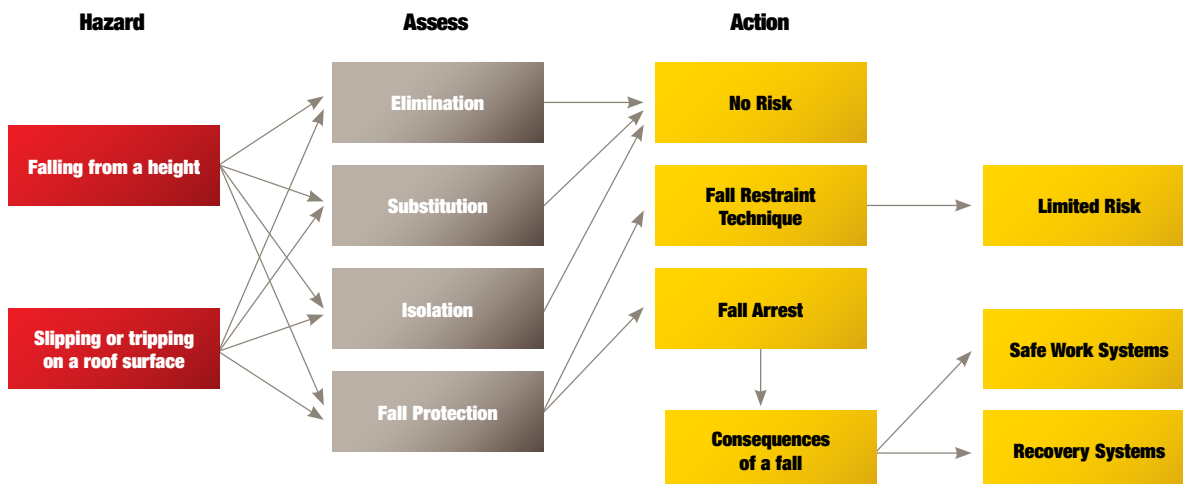 Hazard
Assess
Action
Falling from a height
Slipping or tripping
on a roof surface
Elimination
Substitution
Isolation
Fall Protection
No Risk
Fall Restraint
Technique
Fall Arrest
Consequences
of a fall
Limited Risk
Safe Work Systems
Recovery Systems